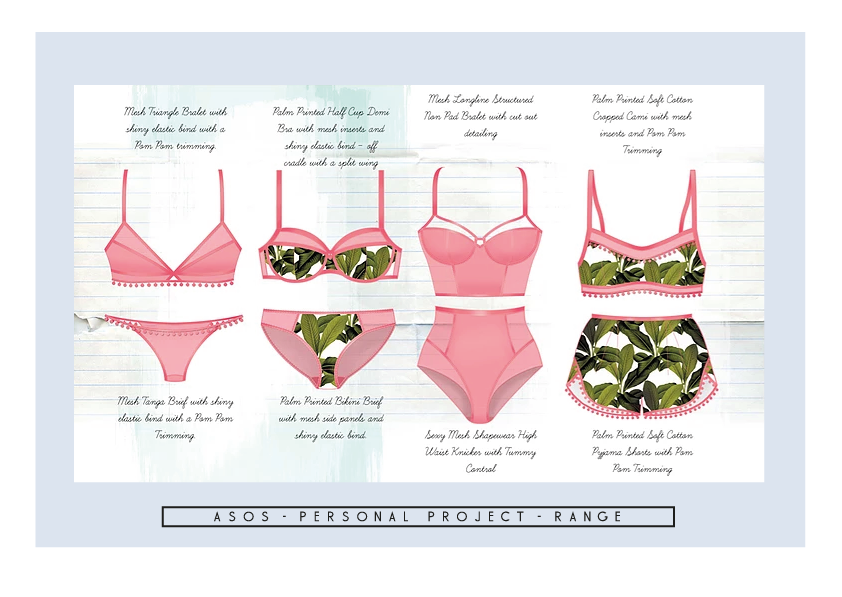 Mesh Triangle Bralet with
shiny elastic bind with a
Pom Pom trimming.
Palm Printed Half Cup Demi
Bra with mesh inserts and
shiny elastic bind - off
cradle with a split wing
Mesh Longline Structured
Non Pad Bralet with cut out
detailing
Palm Printed Soft Cotton
Cropped Cami with mesh
inserts and Pom Pom
Trimming
Mesh Tanga Brief with shiny
elastic bind with a Pom Pom
Trimming.
Palm Printed Bikini Brief
with mesh side panels and
shiny elastic bind.
Sexy Mesh Shapewear High
Waist Knicker with Tummy
Control
Palm Printed Soft Cotton
Pyjama Shorts with Pom
Pom Trimming
ASOS - PERSONAL PROJECT - RANGE